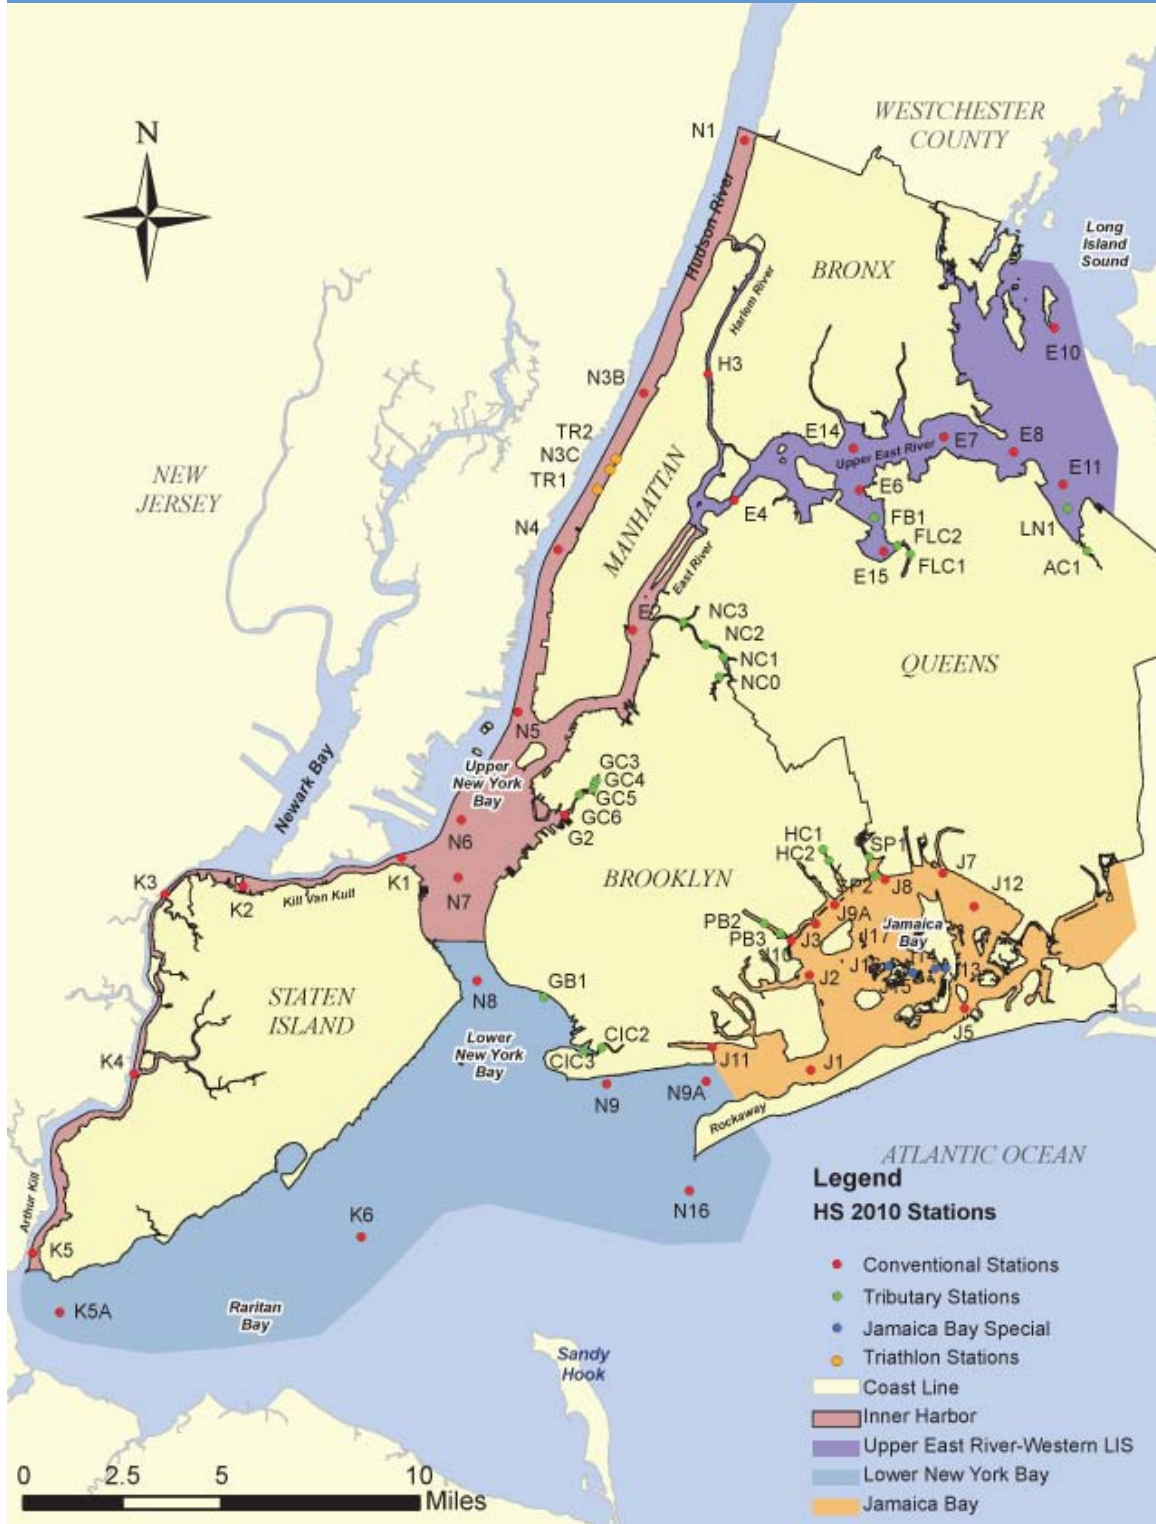 WESTCHESTER
COUNTY
N
N1
Long
Island
Sound
Hudson River
BRONX
Harlem River
E10
H3
N3B
TR2
N3C
TR1
E14
Upper East River
E7
E8
NEW
JERSEY
E11
E6
MANHATTAN
E4
FB1
LN1
N4
FLC2
FLC1
E15
AC1
East River
E2
NC3
NC2
NC1
NC0
QUEENS
N5
Newark Bay
Upper
New York
Bay
GC3
GC4
GC5
GC6
G2
N6
HC1
HC2
SP1
J7
K3
K2
Kill Van Kull
K1
N7
BROOKLYN
SP2
J8
J12
J9A
PB2
PB3
J10
J3
J17
Jamaica
Bay
J16
J14
J13
J15
J2
STATEN
ISLAND
N8
GB1
J5
Lower
New York
Bay
CIC2
CIC3
K4
J11
J1
N9
N9A
Rockaway
ATLANTIC OCEAN
Arthur Kill
N16
K6
K5
K5A
Raritan
Bay
Sandy
Hook
Legend
HS 2010 Stations
Conventional Stations
Tributary Stations
Jamaica Bay Special
Triathlon Stations
Coast Line
Inner Harbor
Upper East River-Western LIS
Lower New York Bay
Jamaica Bay
0 2.5 5 10
Miles